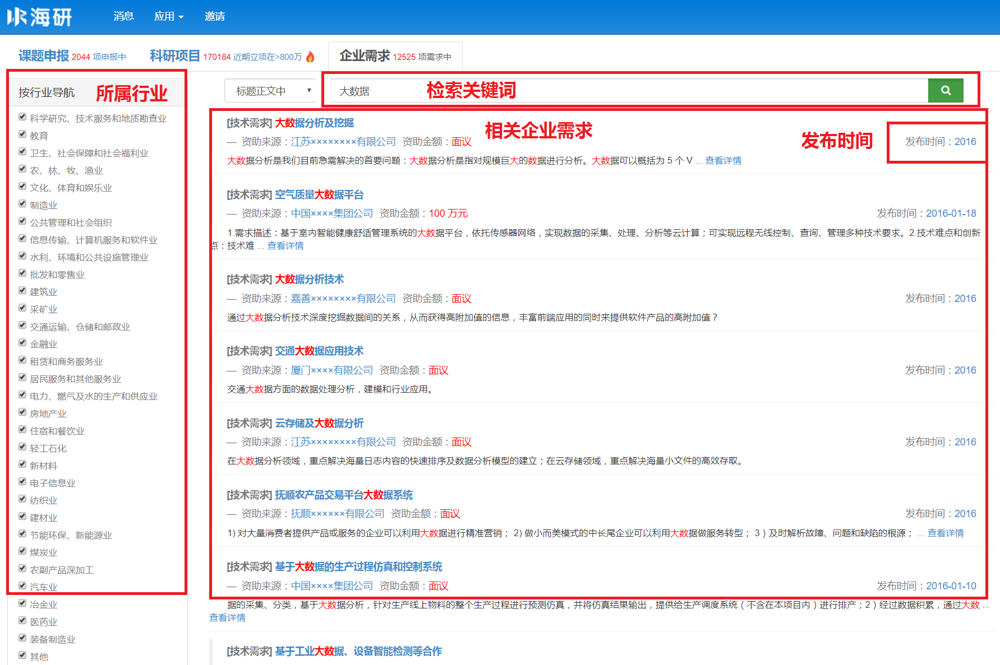 海研 消息 应用 邀请
课题申报 2044 项申报中 科研项目 170184 近期立项在>800万 企业需求 12525 项需求中
按行业导航 所属行业
科学研究、技术服务和地质勘查业
教育
卫生、社会保障和社会福利业
农、林、牧、渔业
文化、体育和娱乐业
制造业
公共管理和社会组织
信息传输、计算机服务和软件业
水利、环境和公共设施管理业
批发和零售业
建筑业
采矿业
交通运输、仓储和邮政业
金融业
租赁和商务服务业
居民服务和其他服务业
电力、燃气及水的生产和供应业
房地产业
住宿和餐饮业
轻工石化
新材料
电子信息业
纺织业
建材业
节能环保、新能源业
煤炭业
农副产品深加工
汽车业
冶金业
医药业
装备制造业
其他
标题正文中 大数据 检索关键词
[技术需求] 大数据分析及挖掘
相关企业需求
— 资助来源：江苏××××××××有限公司 资助金额：面议
发布时间 发布时间：2016
大数据分析是我们目前急需解决的首要问题：大数据分析是指对规模巨大的数据进行分析。大数据可以概括为 5 个 V ... 查看详情
[技术需求] 空气质量大数据平台
— 资助来源：中国××××集团公司 资助金额：100 万元 发布时间：2016-01-18
1.需求描述：基于室内智能健康舒适管理系统的大数据平台，依托传感器网络，实现数据的采集、处理、分析等云计算；可实现远程无线控制、查询、管理多种技术要求。2.技术难点和创新
点：技术难 ... 查看详情
[技术需求] 大数据分析技术
— 资助来源：嘉善××××××××有限公司 资助金额：面议 发布时间：2016
通过大数据分析技术深度挖掘数据间的关系，从而获得高附加值的信息，丰富前端应用的同时来提供软件产品的高附加值？
[技术需求] 交通大数据应用技术
— 资助来源：厦门××××有限公司 资助金额：面议 发布时间：2016
交通大数据方面的数据处理分析，建模和行业应用。
[技术需求] 云存储及大数据分析
— 资助来源：江苏××××××××有限公司 资助金额：面议 发布时间：2016
在大数据分析领域，重点解决海量日志内容的快速排序及数据分析模型的建立；在云存储领域，重点解决海量小文件的高效存取。
[技术需求] 抚顺农产品交易平台大数据系统
— 资助来源：抚顺××××××有限公司 资助金额：面议 发布时间：2016
1) 对大量消费者提供产品或服务的企业可以利用大数据进行精准营销； 2) 做小而美模式的中长尾企业可以利用大数据做服务转型； 3）及时解析故障、问题和缺陷的根源； ... 查看详情
[技术需求] 基于大数据的生产过程仿真和控制系统
— 资助来源：中国××××集团公司 资助金额：面议 发布时间：2016-01-10
据的采集、分类，基于大数据分析，针对生产线上物料的整个生产过程进行预测仿真，并将仿真结果输出，提供给生产调度系统（不含在本项目内）进行排产；2）经过数据积累，通过大数 ...
查看详情
[技术需求] 基于工业大数据、设备智能检测等合作